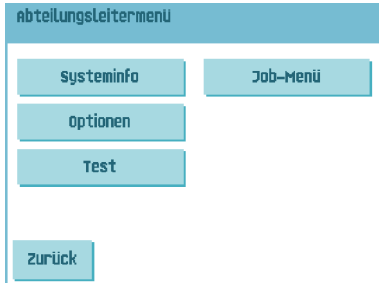 Abteilungsleitermenü
Systeminfo
Job-Menü
Optionen
Test
Zurück